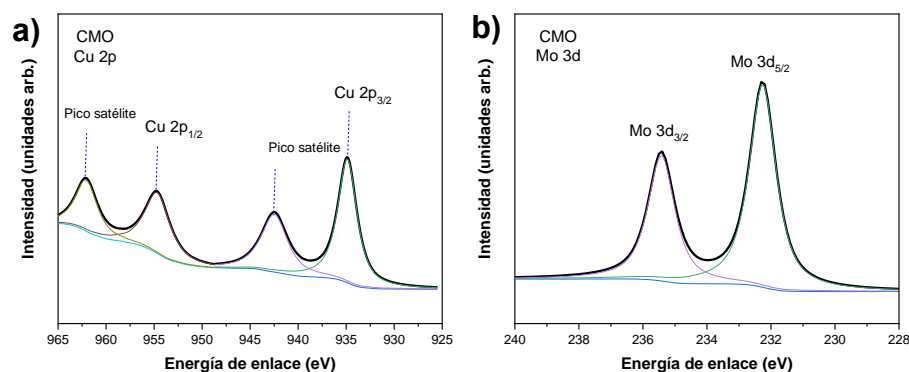 a)
CMO
Cu 2p
Pico satélite
Cu 2p1/2
Pico satélite
Cu 2p3/2
Intensidad (unidades arb.)
965 960 955 950 945 940 935 930 925
Energía de enlace (eV)
b)
CMO
Mo 3d
Mo 3d5/2
Mo 3d3/2
Intensidad (unidades arb.)
240 238 236 234 232 230 228
Energía de enlace (eV)